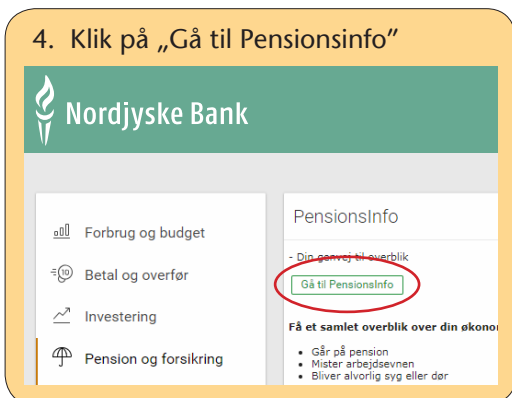 4. Klik på „Gå til Pensionsinfo”
Nordjyske Bank
Forbrug og budget
Betal og overfør
Investering
Pension og forsikring
PensionsInfo
- Din genvej til overblik
Gå til PensionsInfo
Få et samlet overblik over din økonor
• Går på pension
• Mister arbejdsevnen
• Bliver alvorlig syg eller dør